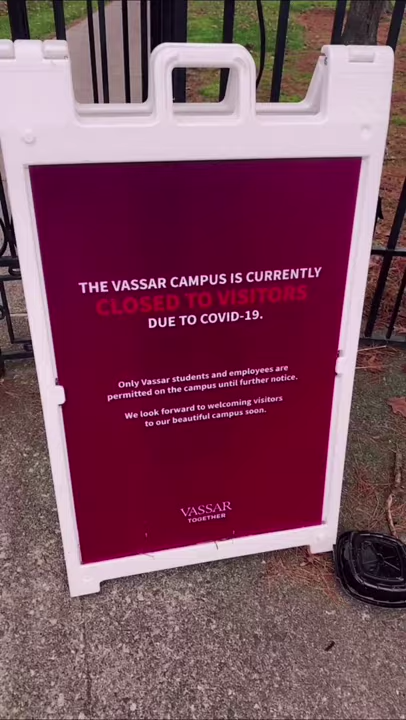 THE VASSAR CAMPUS IS CURRENTLY
CLOSED TO VISITORS
DUE TO COVID-19.
Only Vassar students and employees are
permitted on the campus until further notice.
We look forward to welcoming visitors
to our beautiful campus soon.
VASSAR
TOGETHER